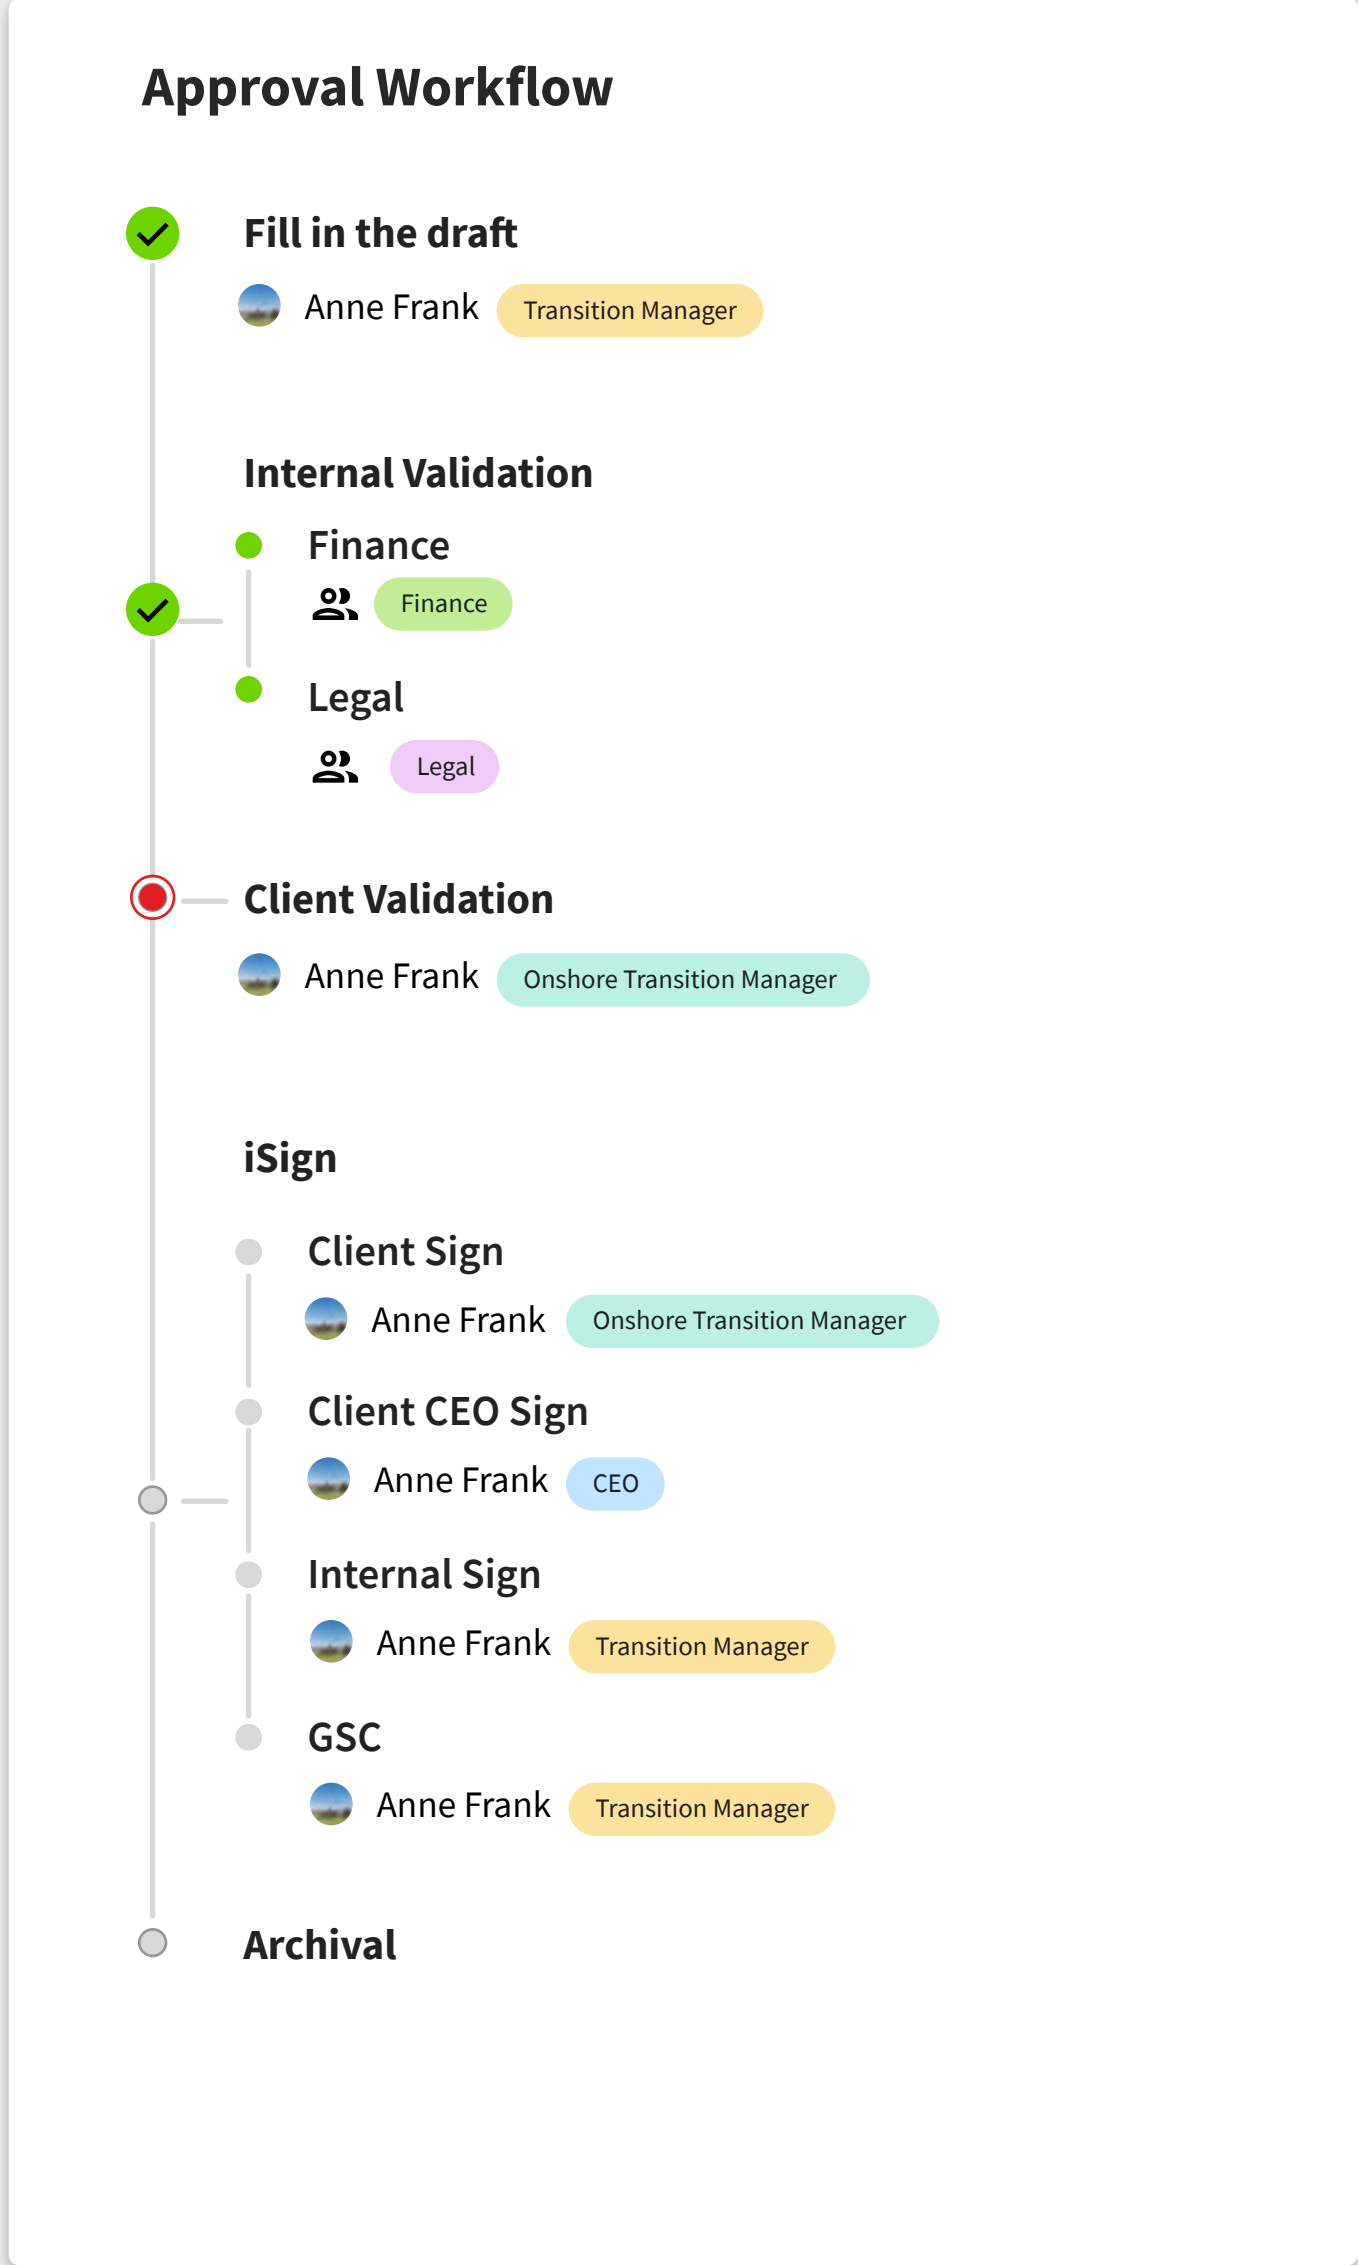 Approval Workflow
Fill in the draft
Anne Frank Transition Manager
Internal Validation
Finance
Finance
Legal
Legal
Client Validation
Anne Frank Onshore Transition Manager
iSign
Client Sign
Anne Frank Onshore Transition Manager
Client CEO Sign
Anne Frank CEO
Internal Sign
Anne Frank Transition Manager
GSC
Anne Frank Transition Manager
Archival